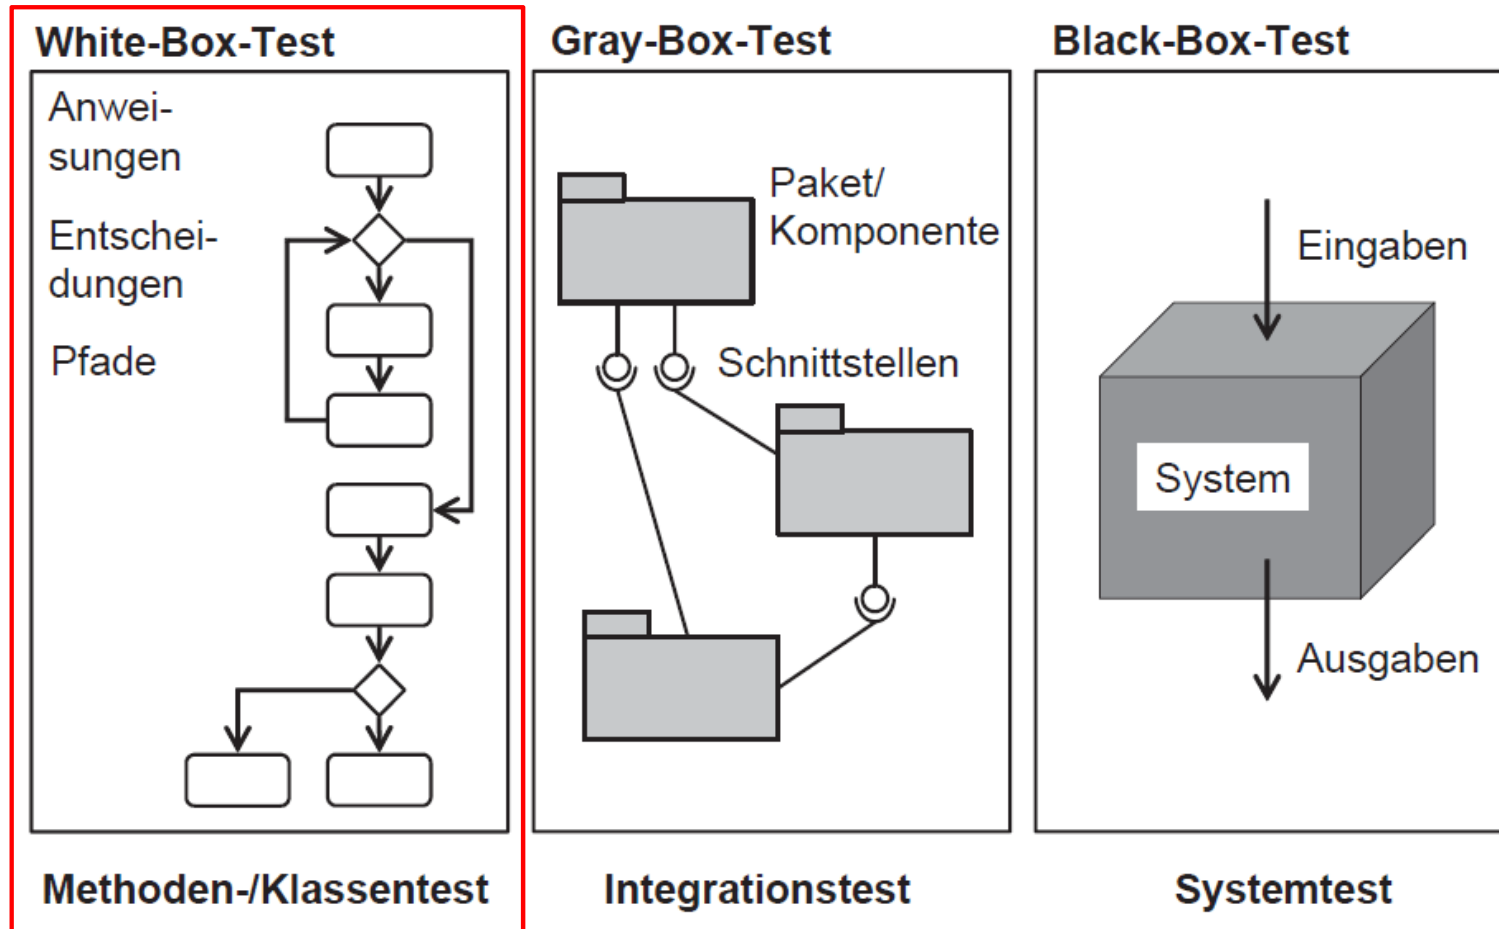 White-Box-Test
Anwei-
sungen
Entschei-
dungen
Pfade
Methoden-/Klassentest
Gray-Box-Test
Paket/
Komponente
Schnittstellen
Integrationstest
Black-Box-Test
Eingaben
System
Ausgaben
Systemtest